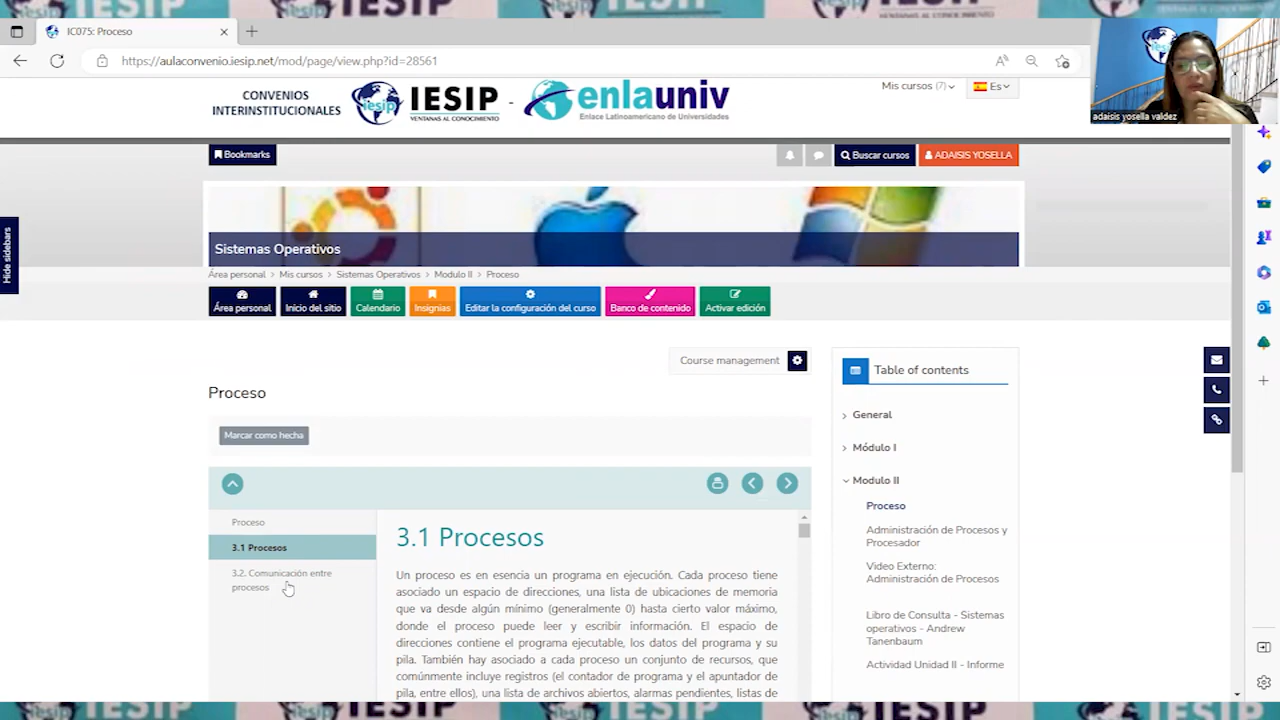 IESIP
VENTANAS AL CONOCIMIENTO
IC075: Proceso
https://aulaconvenio.iesip.net/mod/page/view.php?id=28561
CONVENIOS
INTERINSTITUCIONALES
iesip
IESIP
VENTANAS AL CONOCIMIENTO
-
enlauniv
Enlace Latinoamericano de Universidades
Mis cursos (7)
Es
adaisis yosella valdez
Bookmarks
Buscar cursos
ADAISIS YOSELLA
Hide sidebars
Sistemas Operativos
Área personal > Mis cursos > Sistemas Operativos > Modulo II > Proceso
Área personal
Inicio del sitio
Calendario
Insignias
Editar la configuración del curso
Banco de contenido
Activar edición
Course management
Proceso
Marcar como hecha
Proceso
3.1 Procesos
3.2. Comunicación entre
procesos
3.1 Procesos
Un proceso es en esencia un programa en ejecución. Cada proceso tiene
asociado un espacio de direcciones, una lista de ubicaciones de memoria
que va desde algún mínimo (generalmente 0) hasta cierto valor máximo,
donde el proceso puede leer y escribir información. El espacio de
direcciones contiene el programa ejecutable, los datos del programa y su
pila. También hay asociado a cada proceso un conjunto de recursos, que
comúnmente incluye registros (el contador de programa y el apuntador de
pila, entre ellos), una lista de archivos abiertos, alarmas pendientes, listas de
Table of contents
General
Módulo I
Modulo II
Proceso
Administración de Procesos y
Procesador
Video Externo:
Administración de Procesos
Libro de Consulta - Sistemas
operativos - Andrew
Tanenbaum
Actividad Unidad II - Informe